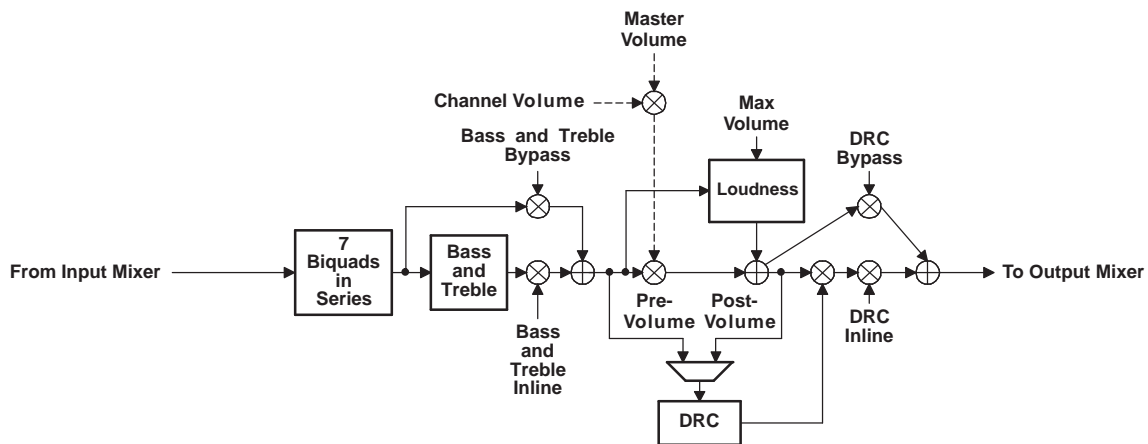 Master
Volume
Channel Volume
Max
Volume
Bass and Treble
Bypass
DRC
Bypass
Loudness
7
Biquads
in
Series
Bass
and
Treble
From Input Mixer
To Output Mixer
Pre-
Volume
Post-
Volume
DRC
Inline
Bass
and
Treble
Inline
DRC